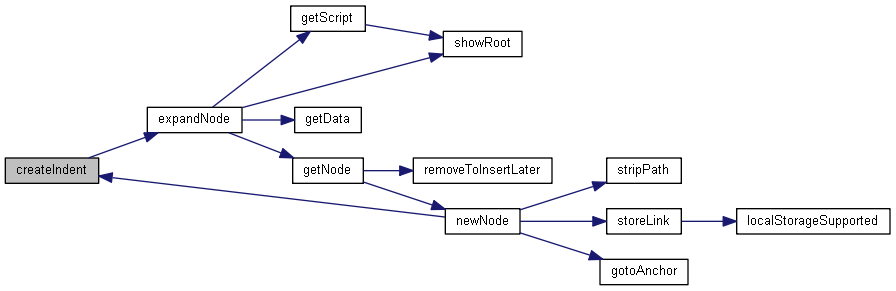 getScript
showRoot
expandNode
getData
createIndent
getNode
removeToInsertLater
stripPath
newNode
storeLink
localStorageSupported
gotoAnchor